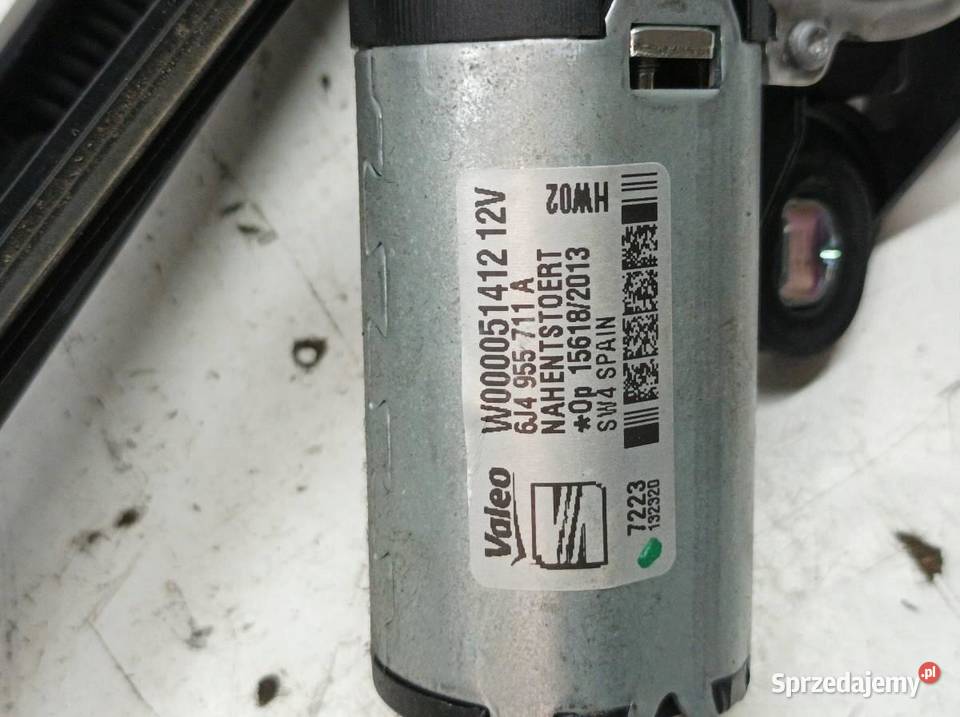 Valeo
W000051412 12V
6J4 955 711 A
NAHENTSTOERT
*Op 15618/2013
SW4 SPAIN
HW02
7223
132320
Sprzedajemy.pl